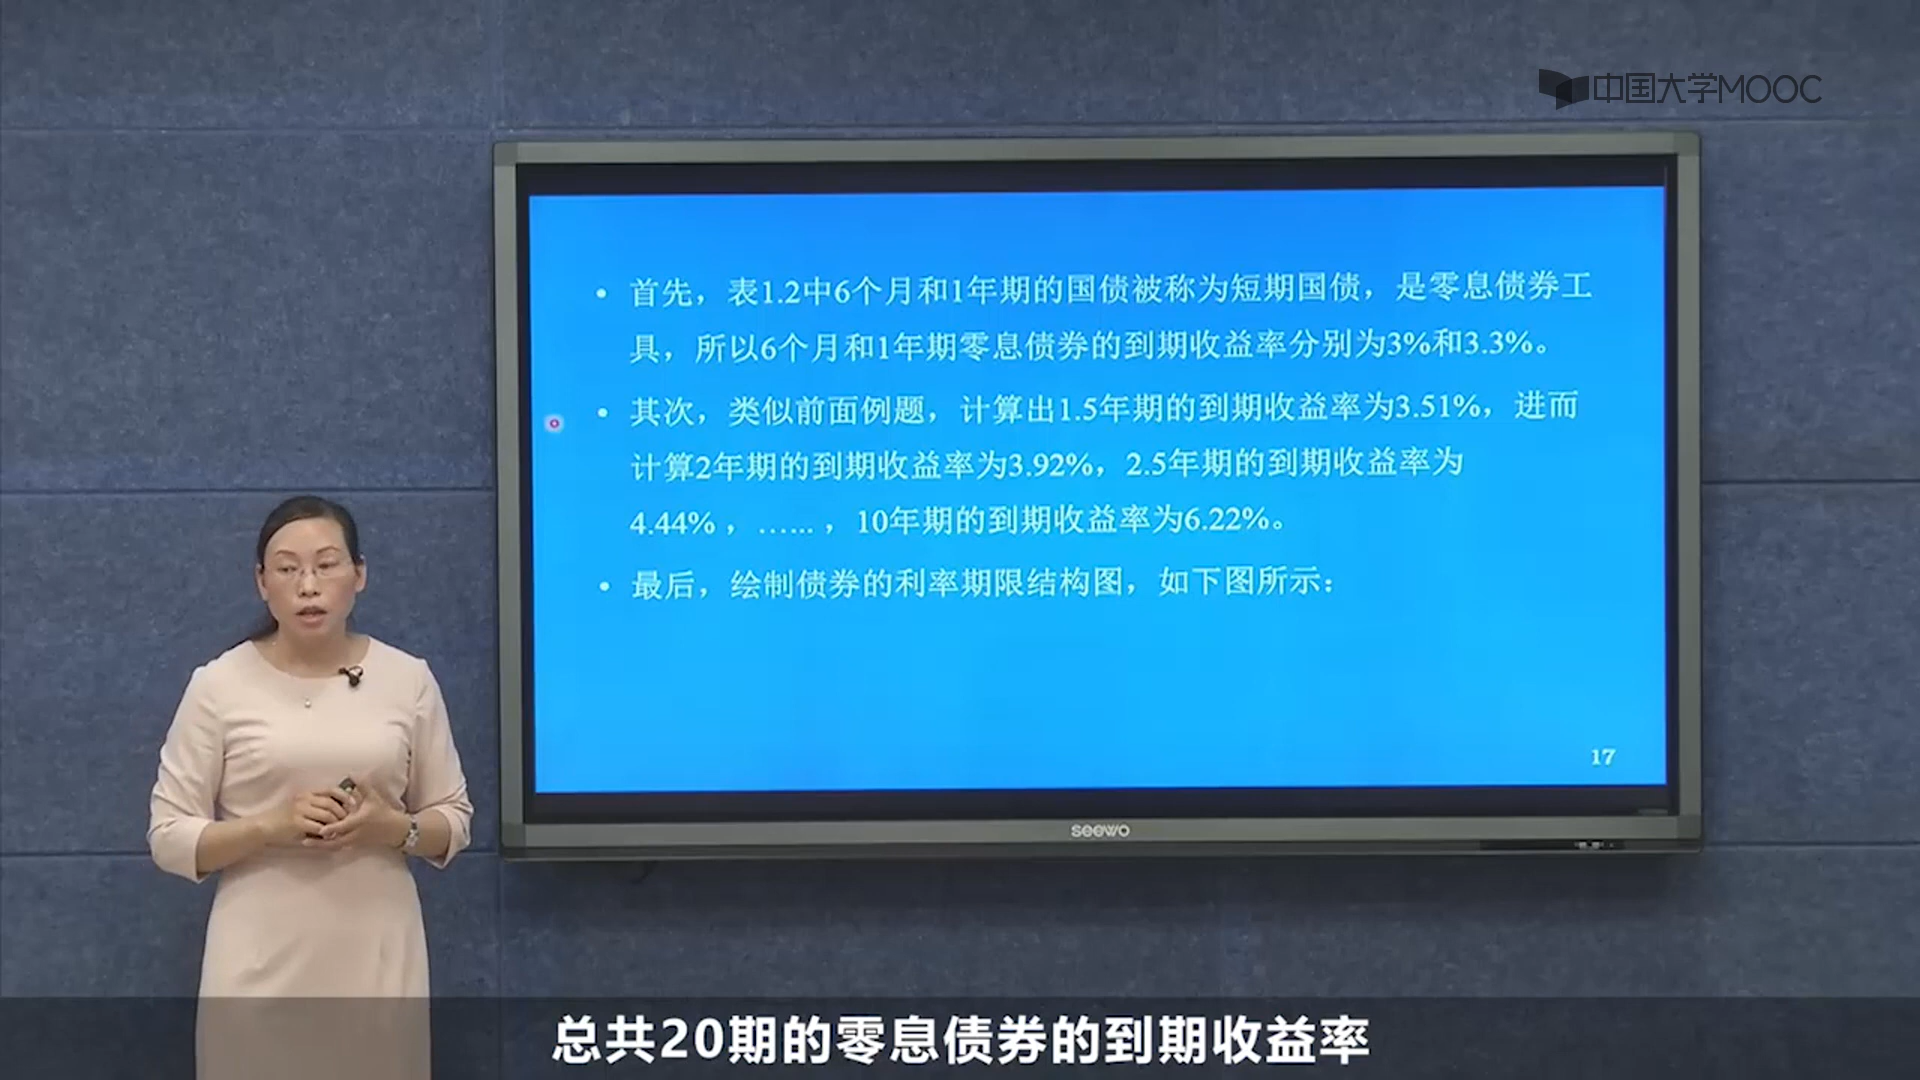 中国大学MOOC
• 首先，表1.2中6个月和1年期的国债被称为短期国债，是零息债券工
具，所以6个月和1年期零息债券的到期收益率分别为3%和3.3%。
• 其次，类似前面例题，计算出1.5年期的到期收益率为3.51%，进而
计算2年期的到期收益率为3.92%，2.5年期的到期收益率为
4.44% ，…... ，10年期的到期收益率为6.22%。
• 最后，绘制债券的利率期限结构图，如下图所示：
17
seewo
总共20期的零息债券的到期收益率